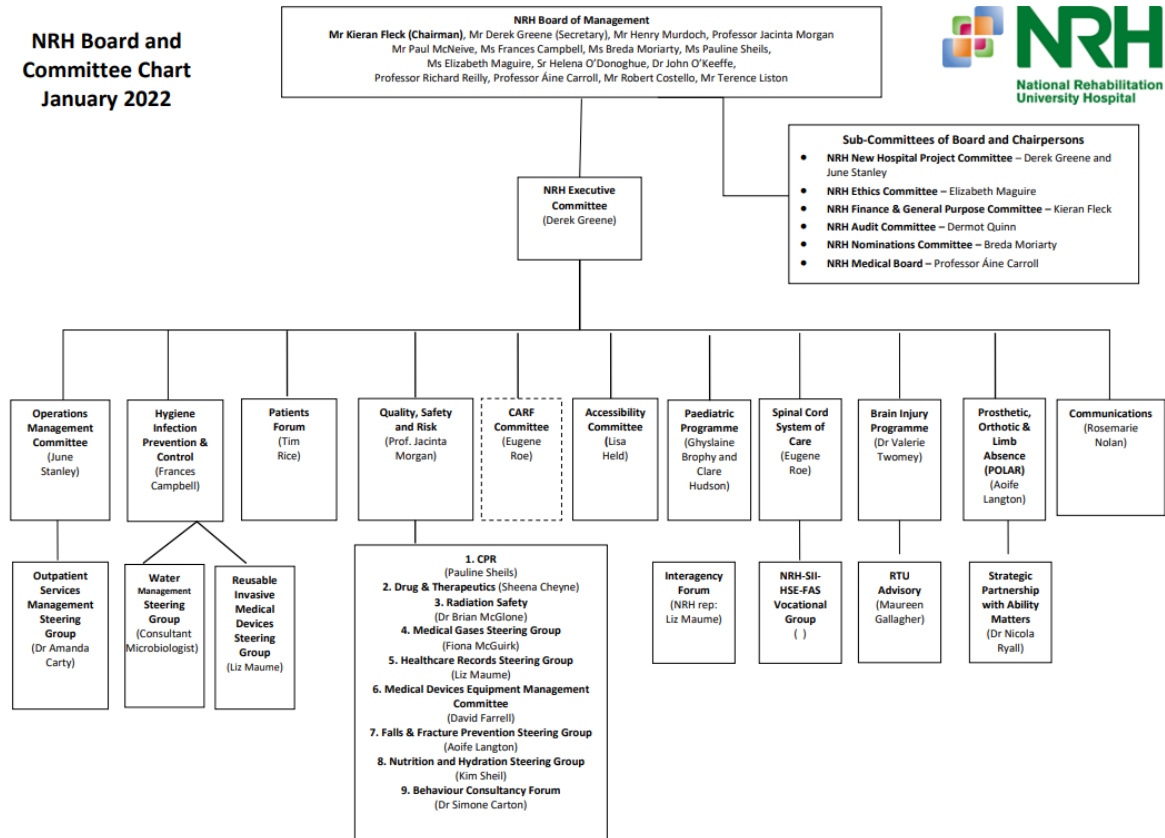 NRH Board and
Committee Chart
January 2022
NRH Board of Management
Mr Kieran Fleck (Chairman), Mr Derek Greene (Secretary), Mr Henry Murdoch, Professor Jacinta Morgan
Mr Paul McNeive, Ms Frances Campbell, Ms Breda Moriarty, Ms Pauline Sheils,
Ms Elizabeth Maguire, Sr Helena O'Donoghue, Dr John O'Keeffe,
Professor Richard Reilly, Professor Áine Carroll, Mr Robert Costello, Mr Terence Liston
NRH
National Rehabilitation
University Hospital
Sub-Committees of Board and Chairpersons
• NRH New Hospital Project Committee – Derek Greene and
June Stanley
• NRH Ethics Committee – Elizabeth Maguire
• NRH Finance & General Purpose Committee – Kieran Fleck
• NRH Audit Committee – Dermot Quinn
• NRH Nominations Committee – Breda Moriarty
• NRH Medical Board – Professor Áine Carroll
NRH Executive
Committee
(Derek Greene)
Operations
Management
Committee
(June
Stanley)
Hygiene
Infection
Prevention &
Control
(Frances
Campbell)
Patients
Forum
(Tim
Rice)
Quality, Safety
and Risk
(Prof. Jacinta
Morgan)
CARF
Committee
(Eugene
Roe)
Accessibility
Committee
(Lisa
Held)
Paediatric
Programme
(Ghyslaine
Brophy and
Clare
Hudson)
Spinal Cord
System of
Care
(Eugene
Roe)
Brain Injury
Programme
(Dr Valerie
Twomey)
Prosthetic,
Orthotic &
Limb
Absence
(POLAR)
(Aoife
Langton)
Communications
(Rosemarie
Nolan)
Outpatient
Services
Management
Steering
Group
(Dr Amanda
Carty)
Water
Management
Steering
Group
(Consultant
Microbiologist)
Reusable
Invasive
Medical
Devices
Steering
Group
(Liz Maume)
1. CPR
(Pauline Sheils)
2. Drug & Therapeutics (Sheena Cheyne)
3. Radiation Safety
(Dr Brian McGlone)
4. Medical Gases Steering Group
(Fiona McGuirk)
5. Healthcare Records Steering Group
(Liz Maume)
6. Medical Devices Equipment Management
Committee
(David Farrell)
7. Falls & Fracture Prevention Steering Group
(Aoife Langton)
8. Nutrition and Hydration Steering Group
(Kim Sheil)
9. Behaviour Consultancy Forum
(Dr Simone Carton)
Interagency
Forum
(NRH rep:
Liz Maume)
NRH-SII-
HSE-FAS
Vocational
Group
( )
RTU
Advisory
(Maureen
Gallagher)
Strategic
Partnership
with Ability
Matters
(Dr Nicola
Ryall)